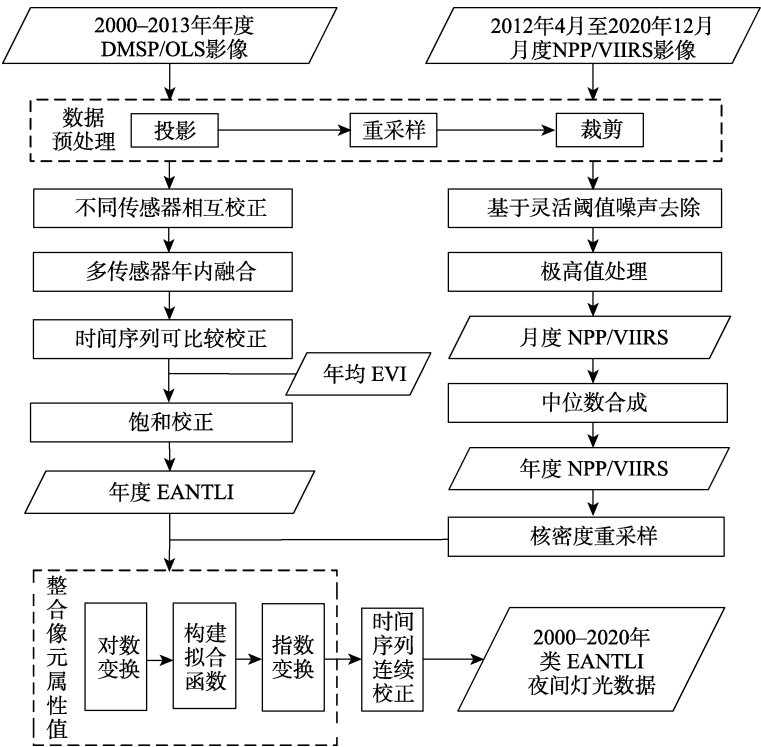 2000–2013年年度
DMSP/OLS影像
2012年4月至2020年12月
月度NPP/VIIRS影像
数据
预处理
投影
重采样
裁剪
不同传感器相互校正
多传感器年内融合
时间序列可比较校正
年均 EVI
饱和校正
年度 EANTLI
基于灵活阈值噪声去除
极高值处理
月度 NPP/VIIRS
中位数合成
年度 NPP/VIIRS
核密度重采样
整
合
像
元
属
性
值
对数
变换
构建
拟合
函数
指数
变换
时间
序列
连续
校正
2000–2020年
类 EANTLI
夜间灯光数据